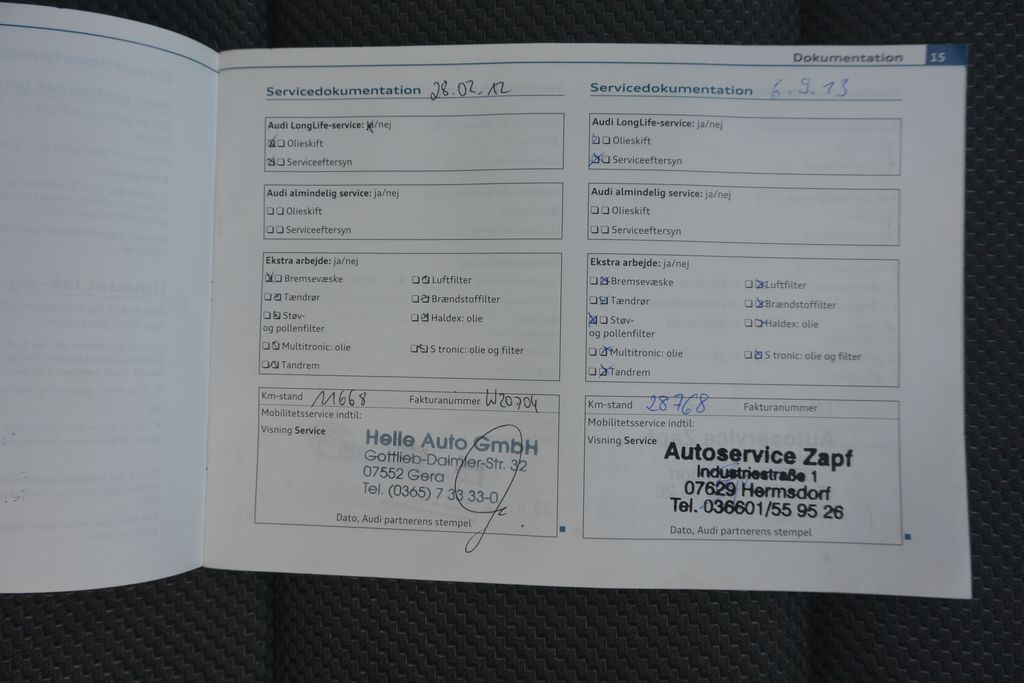 Dokumentation 15
Servicedokumentation 28.02.12
Audi LongLife-service: ja/nej
Olieskift
Serviceeftersyn
Audi almindelig service: ja/nej
Olieskift
Serviceeftersyn
Ekstra arbejde: ja/nej
Bremsevæske Luftfilter
Tændrør Brændstoffilter
Støv- Haldex: olie
og pollenfilter
Multitronic: olie S tronic: olie og filter
Tandrem
Km-stand 11668 Fakturanummer W20704
Mobilitetsservice indtil:
Visning Service
Helle Auto GmbH
Gottlieb-Daimler-Str. 32
07552 Gera
Tel. (0365) 7 33 33-0
Dato, Audi partnerens stempel
Servicedokumentation 6.9.13
Audi LongLife-service: ja/nej
Olieskift
Serviceeftersyn
Audi almindelig service: ja/nej
Olieskift
Serviceeftersyn
Ekstra arbejde: ja/nej
Bremsevæske Luftfilter
Tændrør Brændstoffilter
Støv- Haldex: olie
og pollenfilter
Multitronic: olie S tronic: olie og filter
Tandrem
Km-stand 28768 Fakturanummer
Mobilitetsservice indtil:
Visning Service
Autoservice Zapf
Industriestraße 1
07629 Hermsdorf
Tel. 036601/55 95 26
Dato, Audi partnerens stempel